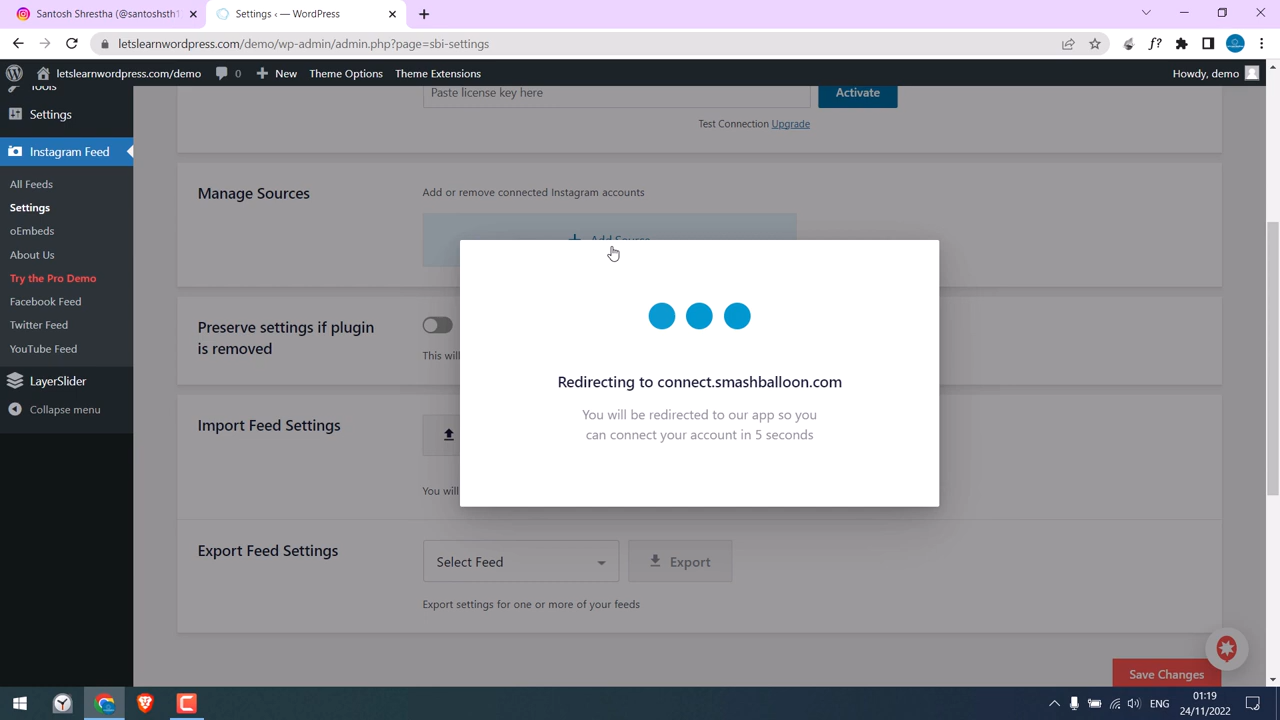 Santosh Shrestha (@santoshsth1
Settings ‹ — WordPress
letslearnwordpress.com/demo/wp-admin/admin.php?page=sbi-settings
letslearnwordpress.com/demo
0
New
Theme Options
Theme Extensions
Howdy, demo
Tools
Settings
Instagram Feed
All Feeds
Settings
oEmbeds
About Us
Try the Pro Demo
Facebook Feed
Twitter Feed
YouTube Feed
LayerSlider
Collapse menu
Paste license key here
Activate
Test Connection Upgrade
Manage Sources
Add or remove connected Instagram accounts
Add Source
Redirecting to connect.smashballoon.com
You will be redirected to our app so you
can connect your account in 5 seconds
Preserve settings if plugin
is removed
This will
Import Feed Settings
You will
Export Feed Settings
Select Feed
Export
Export settings for one or more of your feeds
Save Changes
ENG
01:19
24/11/2022